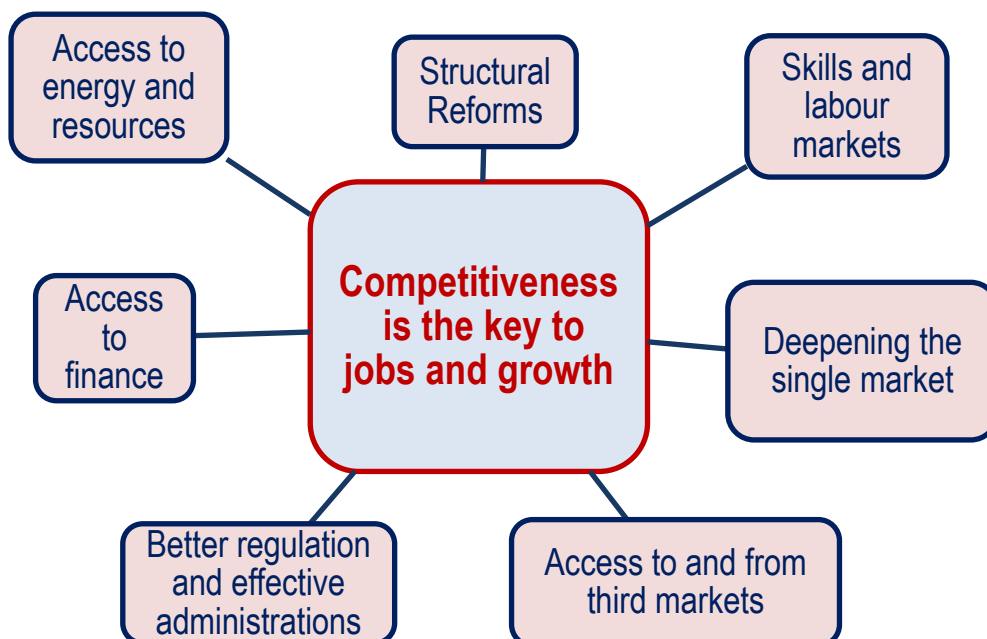 Access to
energy and
resources
Structural
Reforms
Skills and
labour
markets
Competitiveness
is the key to
jobs and growth
Access
to
finance
Deepening the
single market
Better regulation
and effective
administrations
Access to and from
third markets